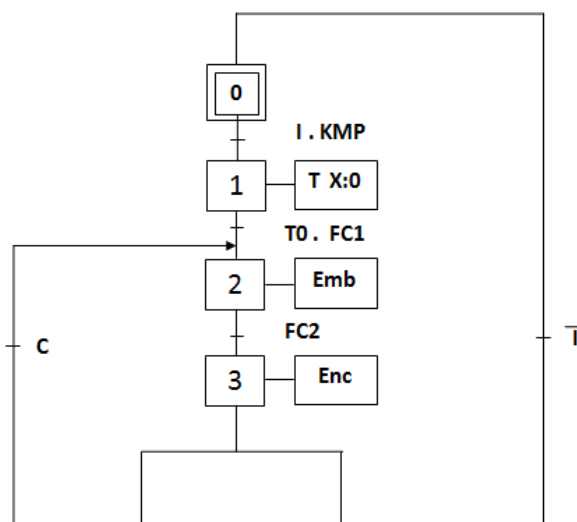 0
I . KMP
1
T X:0
T0 . FC1
2
Emb
FC2
C
I̅
3
Enc